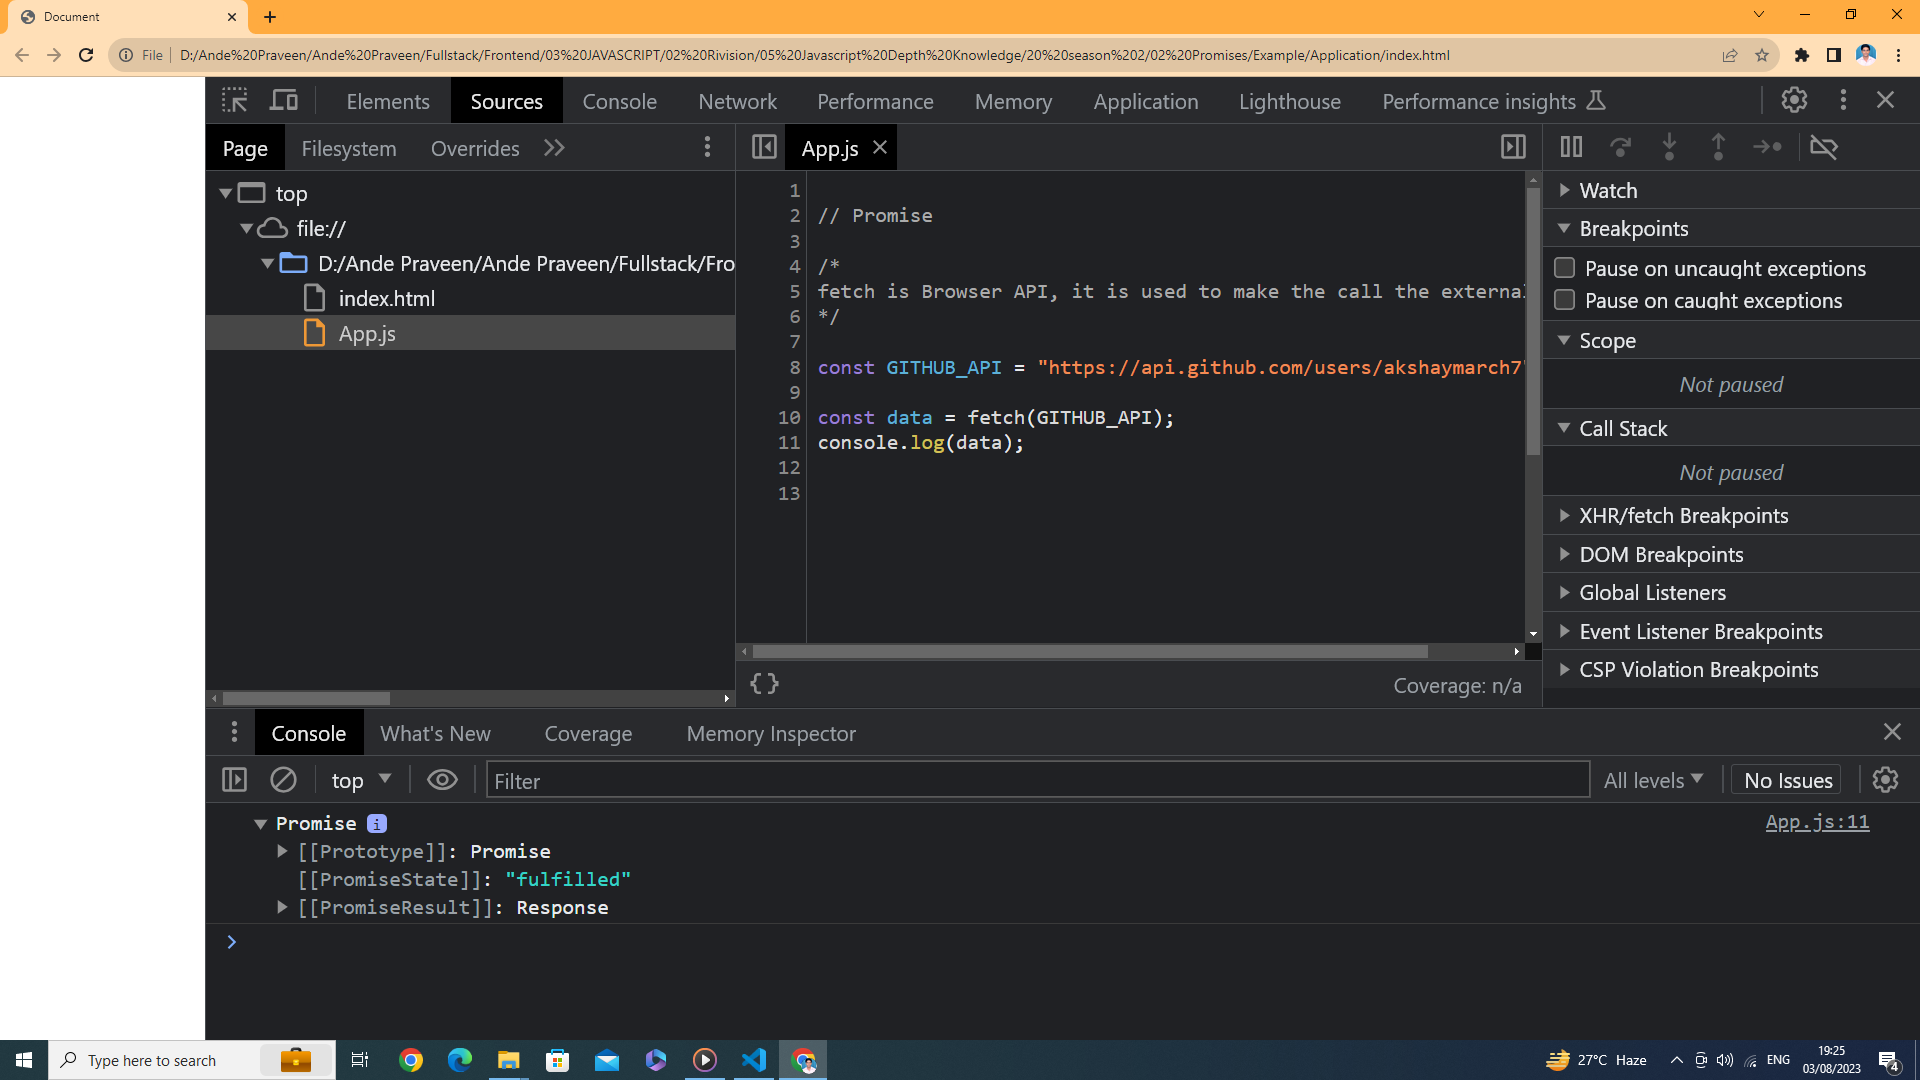 Document
File
D:/Ande%20Praveen/Ande%20Praveen/Fullstack/Frontend/03%20JAVASCRIPT/02%20Rivision/05%20Javascript%20Depth%20Knowledge/20%20season%202/02%20Promises/Example/Application/index.html
Elements
Sources
Console
Network
Performance
Memory
Application
Lighthouse
Performance insights
Page
Filesystem
Overrides
App.js
top
file://
D:/Ande Praveen/Ande Praveen/Fullstack/Fro
index.html
App.js
1
2 // Promise
3
4 /*
5 fetch is Browser API, it is used to make the call the externa
6 */
7
8 const GITHUB_API = "https://api.github.com/users/akshaymarch7"
9
10 const data = fetch(GITHUB_API);
11 console.log(data);
12
13
{}
Coverage: n/a
Watch
Breakpoints
Pause on uncaught exceptions
Pause on caught exceptions
Scope
Not paused
Call Stack
Not paused
XHR/fetch Breakpoints
DOM Breakpoints
Global Listeners
Event Listener Breakpoints
CSP Violation Breakpoints
Console
What's New
Coverage
Memory Inspector
top
Filter
All levels
No Issues
Promise i
App.js:11
[[Prototype]]: Promise
[[PromiseState]]: "fulfilled"
[[PromiseResult]]: Response
Type here to search
27°C Haze
ENG
19:25
03/08/2023
4